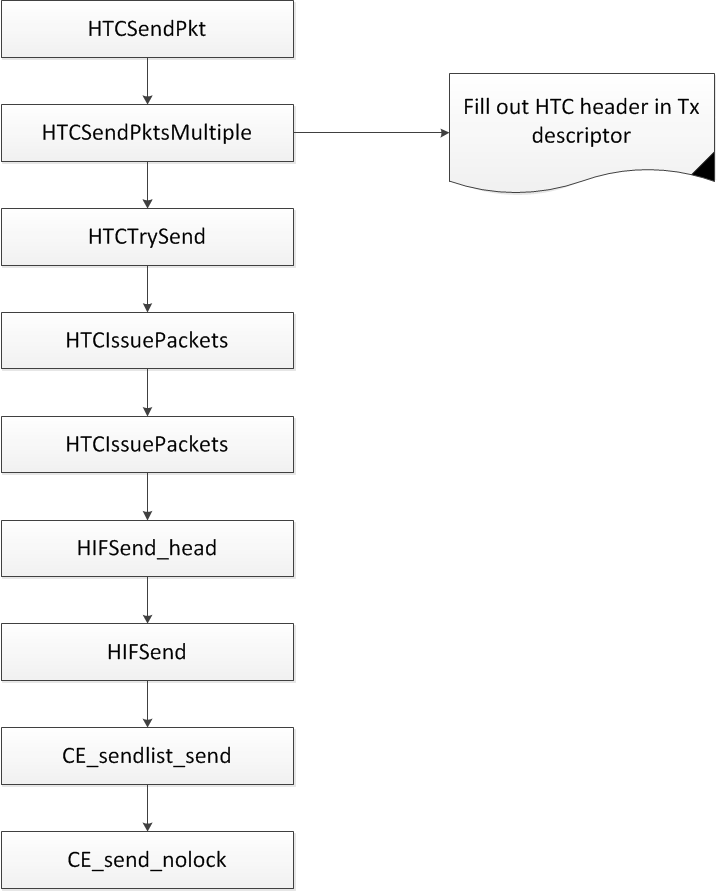 HTCSendPkt
HTCSendPktsMultiple
Fill out HTC header in Tx
descriptor
HTCTrySend
HTCIssuePackets
HTCIssuePackets
HIFSend_head
HIFSend
CE_sendlist_send
CE_send_nolock